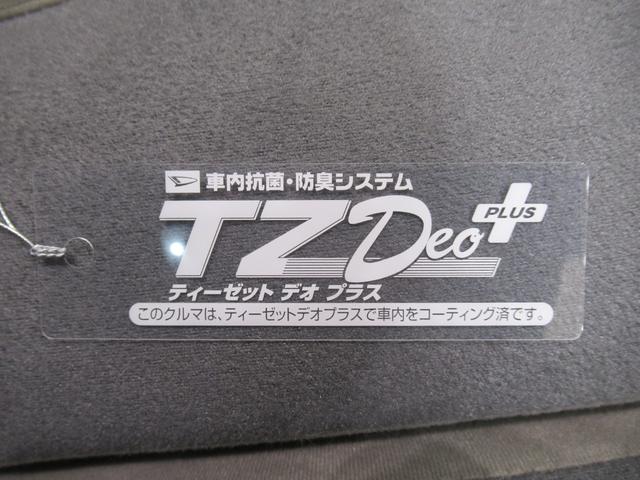 車内抗菌・防臭システム
TZ Deo PLUS
ティーゼット デオ プラス
このクルマは、ティーゼットデオプラスで車内をコーティング済です。